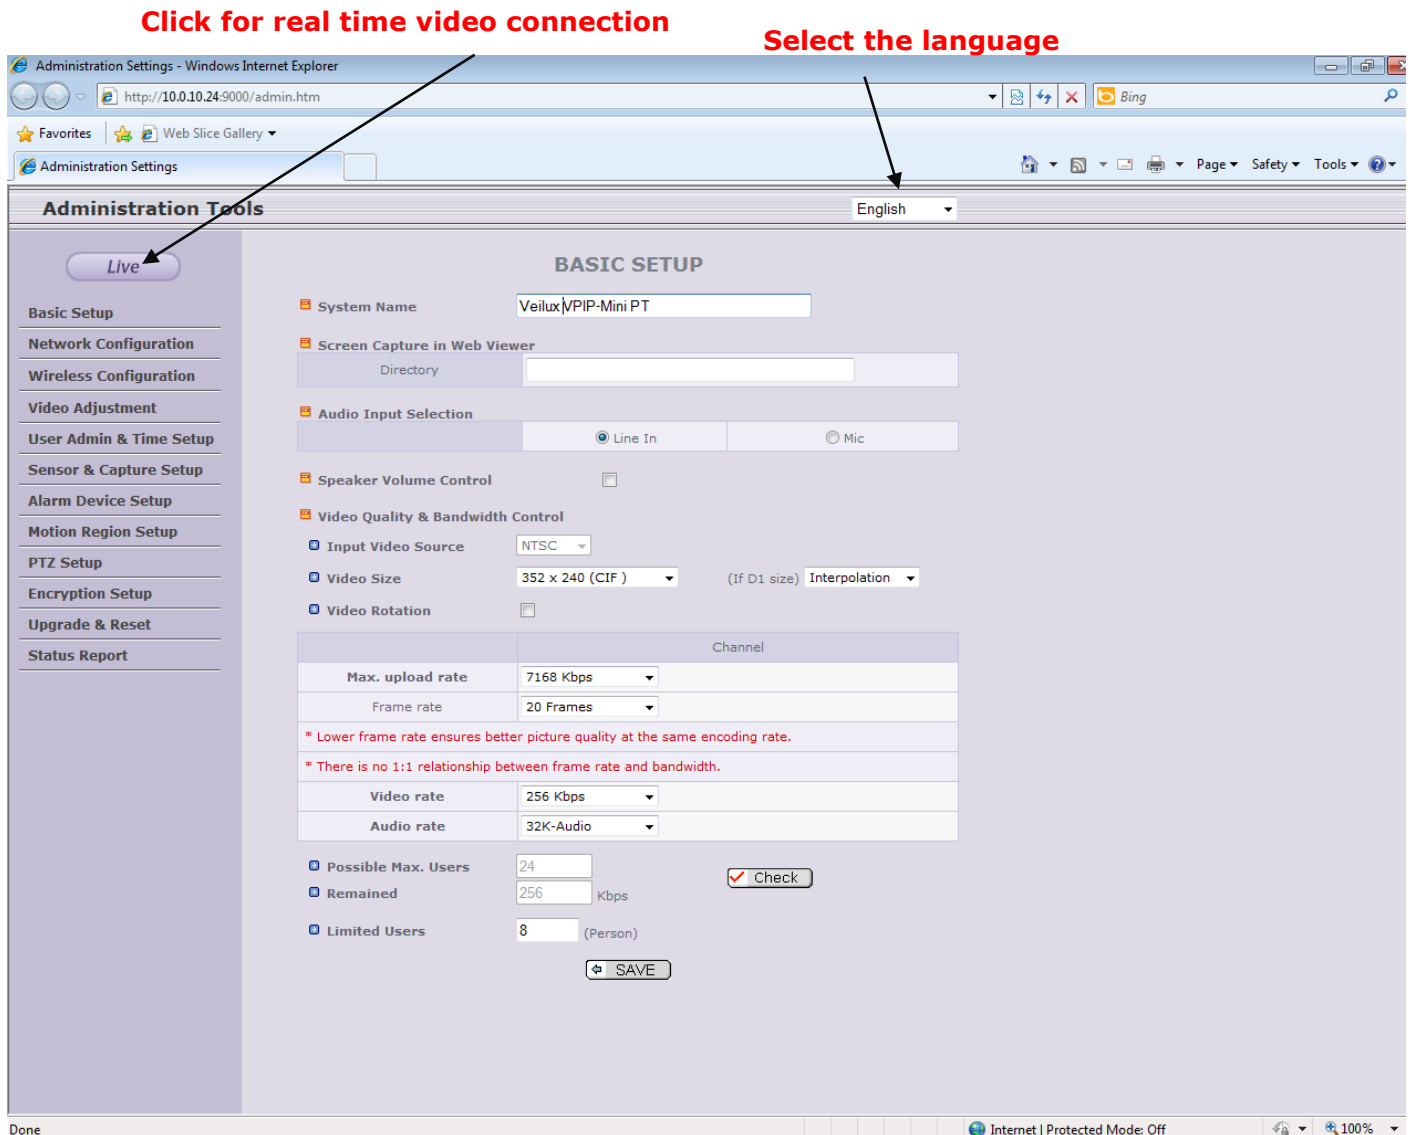 Click for real time video connection
Select the language
Administration Settings - Windows Internet Explorer
http://10.0.10.24:9000/admin.htm
Bing
Favorites
Web Slice Gallery
Administration Settings
Page
Safety
Tools
Administration Tools
English
Live
Basic Setup
Network Configuration
Wireless Configuration
Video Adjustment
User Admin & Time Setup
Sensor & Capture Setup
Alarm Device Setup
Motion Region Setup
PTZ Setup
Encryption Setup
Upgrade & Reset
Status Report
BASIC SETUP
System Name Veilux VPIP-Mini PT
Screen Capture in Web Viewer
Directory
Audio Input Selection
Line In Mic
Speaker Volume Control
Video Quality & Bandwidth Control
Input Video Source NTSC
Video Size 352 x 240 (CIF ) (If D1 size) Interpolation
Video Rotation
Channel
Max. upload rate 7168 Kbps
Frame rate 20 Frames
* Lower frame rate ensures better picture quality at the same encoding rate.
* There is no 1:1 relationship between frame rate and bandwidth.
Video rate 256 Kbps
Audio rate 32K-Audio
Possible Max. Users 24
Check
Remained 256 Kbps
Limited Users 8 (Person)
SAVE
Done
Internet | Protected Mode: Off
100%